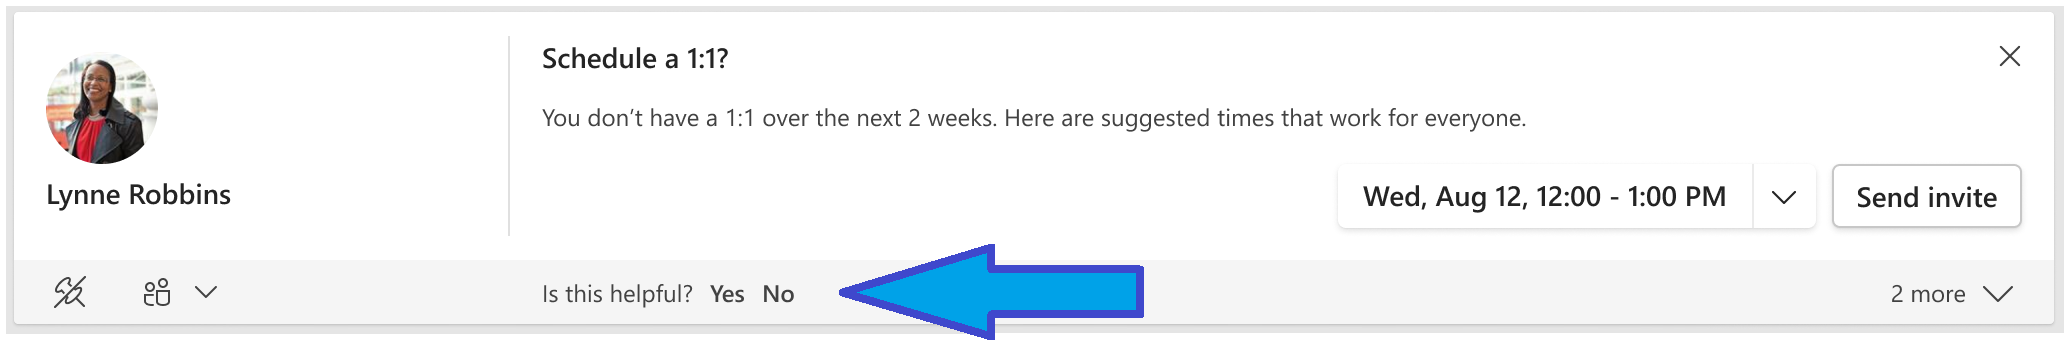 Lynne Robbins
Schedule a 1:1?
You don’t have a 1:1 over the next 2 weeks. Here are suggested times that work for everyone.
Wed, Aug 12, 12:00 - 1:00 PM
Send invite
Is this helpful? Yes No
2 more